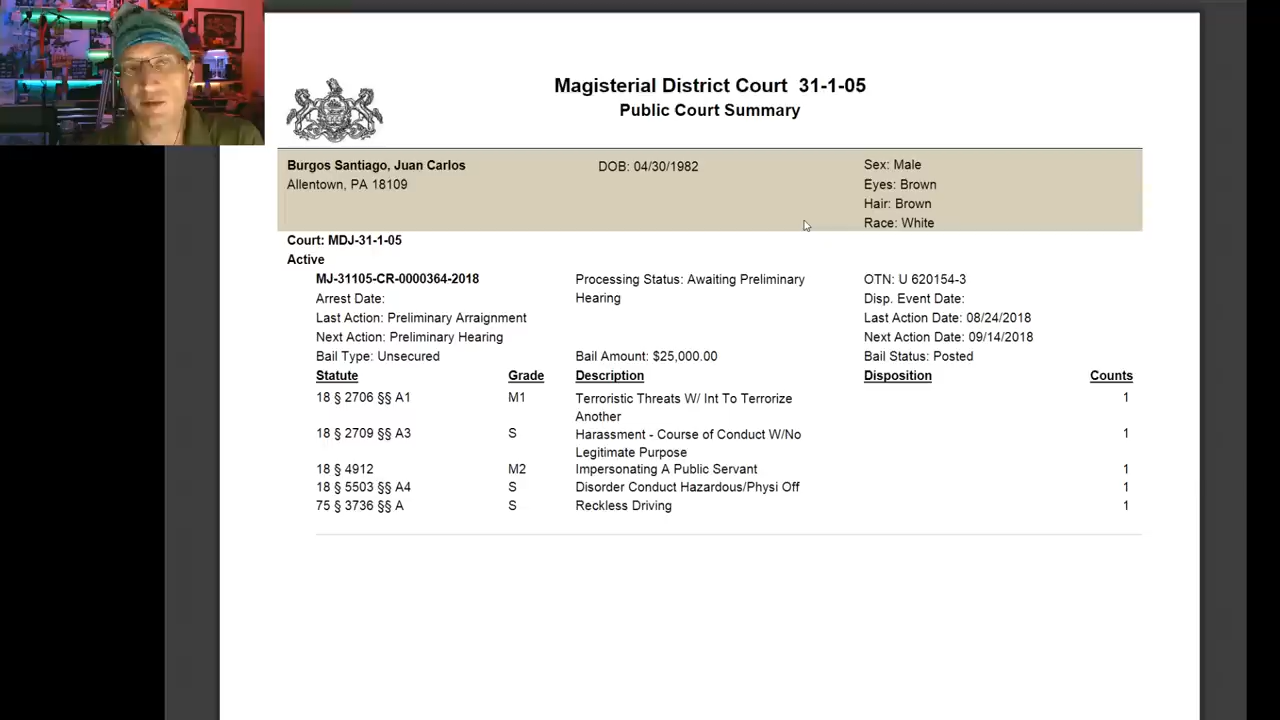 Magisterial District Court 31-1-05
Public Court Summary
Burgos Santiago, Juan Carlos DOB: 04/30/1982 Sex: Male
Allentown, PA 18109 Eyes: Brown
Hair: Brown
Race: White
Court: MDJ-31-1-05
Active
MJ-31105-CR-0000364-2018 Processing Status: Awaiting Preliminary OTN: U 620154-3
Arrest Date: Hearing Disp. Event Date:
Last Action: Preliminary Arraignment Last Action Date: 08/24/2018
Next Action: Preliminary Hearing Next Action Date: 09/14/2018
Bail Type: Unsecured Bail Amount: $25,000.00 Bail Status: Posted
Statute Grade Description Disposition Counts
18 § 2706 §§ A1 M1 Terroristic Threats W/ Int To Terrorize 1
Another
18 § 2709 §§ A3 S Harassment - Course of Conduct W/No 1
Legitimate Purpose
18 § 4912 M2 Impersonating A Public Servant 1
18 § 5503 §§ A4 S Disorder Conduct Hazardous/Physi Off 1
75 § 3736 §§ A S Reckless Driving 1